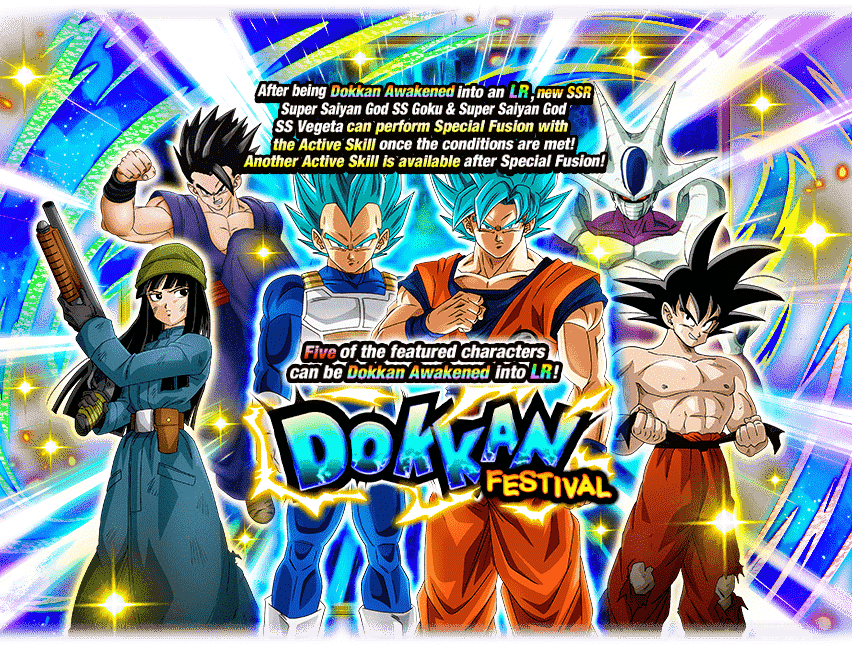 After being Dokkan Awakened into an LR, new SSR
Super Saiyan God SS Goku & Super Saiyan God
SS Vegeta can perform Special Fusion with
the Active Skill once the conditions are met!
Another Active Skill is available after Special Fusion!
Five of the featured characters
can be Dokkan Awakened into LR!
DOKKAN
FESTIVAL